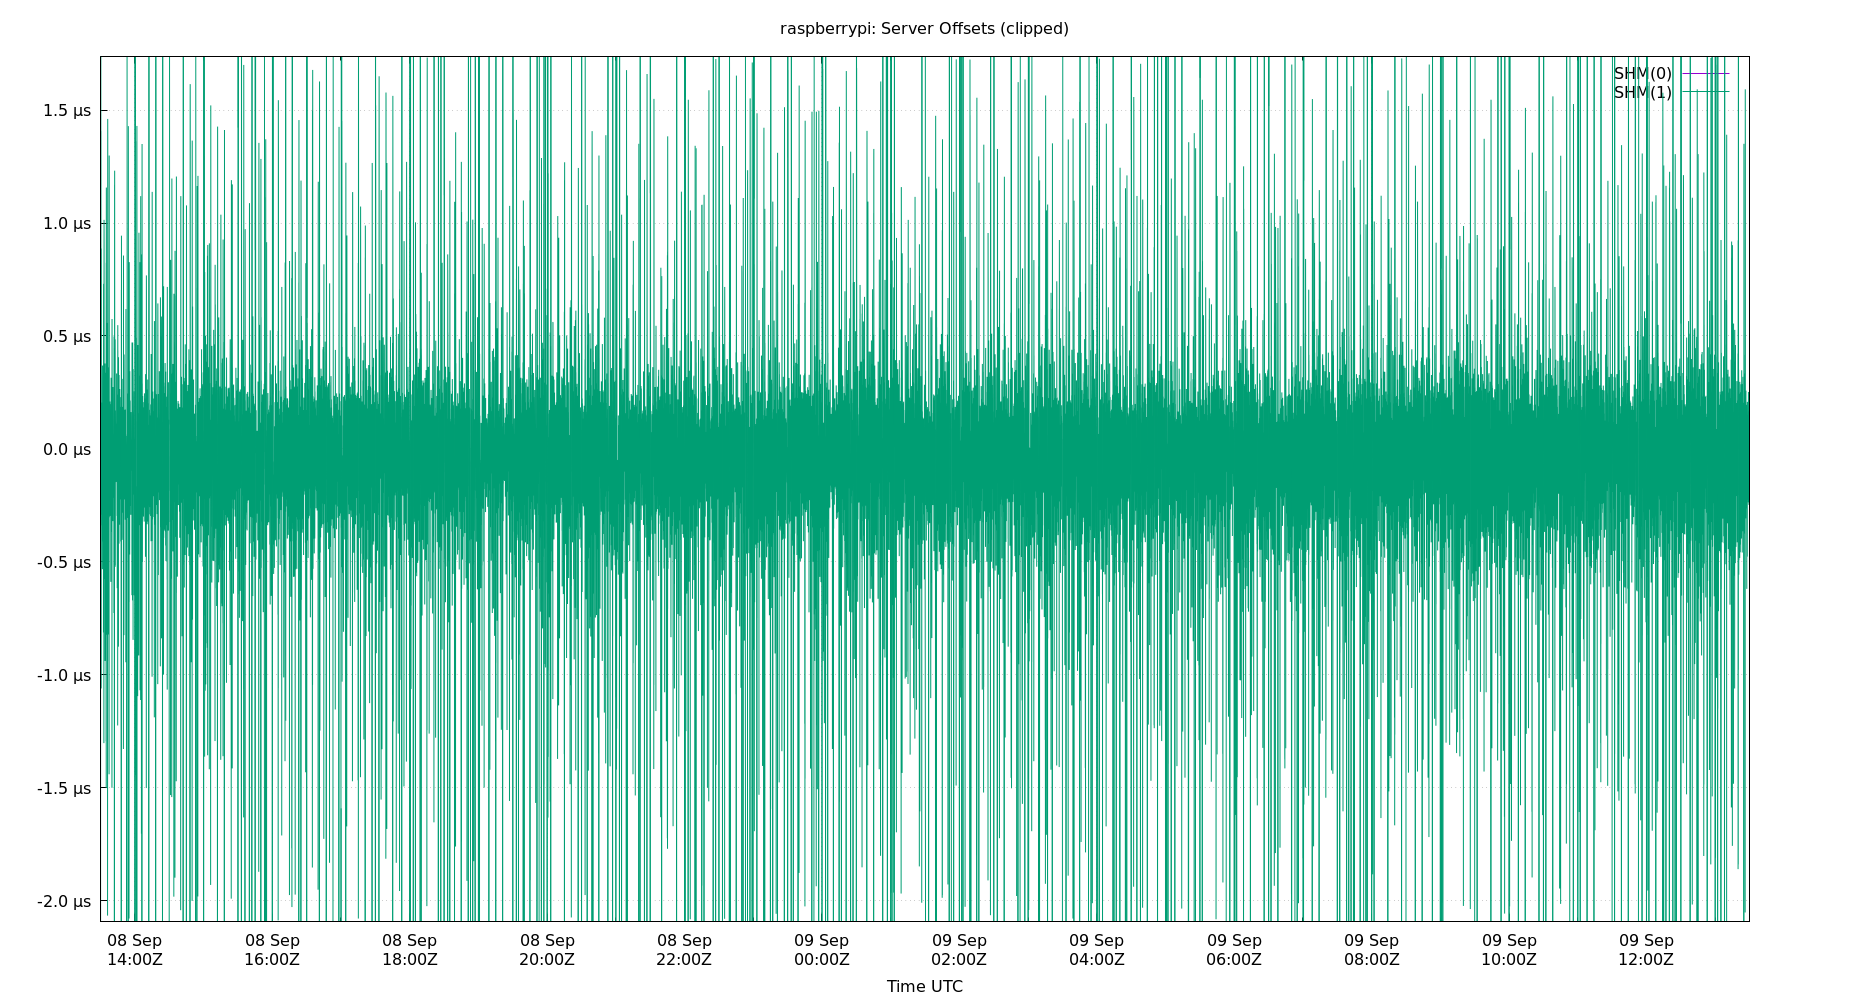 raspberrypi: Server Offsets (clipped)
SHM(0)
SHM(1)
1.5 µs
1.0 µs
0.5 µs
0.0 µs
-0.5 µs
-1.0 µs
-1.5 µs
-2.0 µs
08 Sep 08 Sep 08 Sep 08 Sep 08 Sep 09 Sep 09 Sep 09 Sep 09 Sep 09 Sep 09 Sep 09 Sep
14:00Z 16:00Z 18:00Z 20:00Z 22:00Z 00:00Z 02:00Z 04:00Z 06:00Z 08:00Z 10:00Z 12:00Z
Time UTC